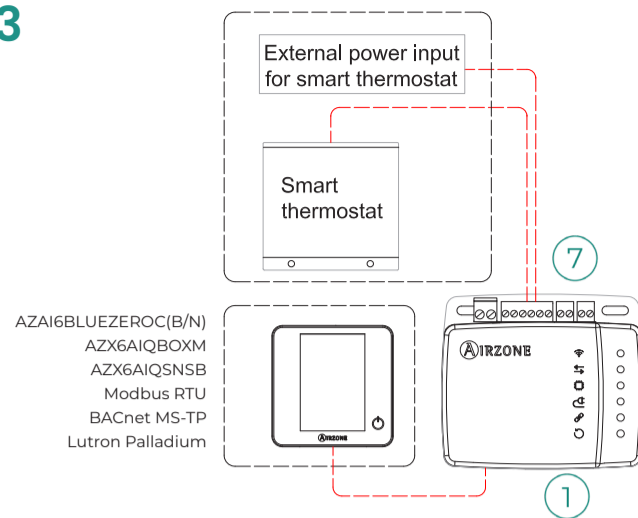 3
External power input
for smart thermostat
Smart
thermostat
7
AZAI6BLUEZEROC(B/N)
AZX6AIQBOXM
AZX6AIQSNSB
Modbus RTU
BACnet MS-TP
Lutron Palladium
AIRZONE
AIRZONE
1